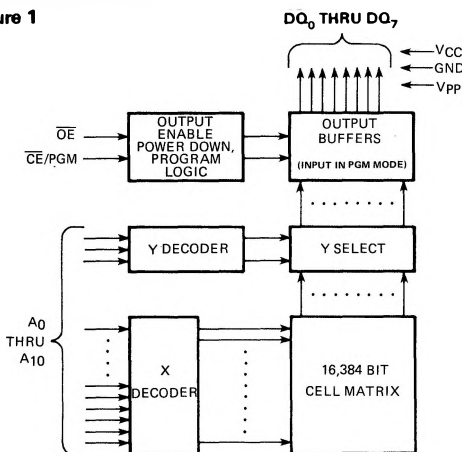 ure 1
DQ0 THRU DQ7
VCC
GND
VPP
OE
CE/PGM
OUTPUT
ENABLE
POWER DOWN,
PROGRAM
LOGIC
OUTPUT
BUFFERS
(INPUT IN PGM MODE)
Y DECODER
Y SELECT
A0
THRU
A10
X
DECODER
16,384 BIT
CELL MATRIX